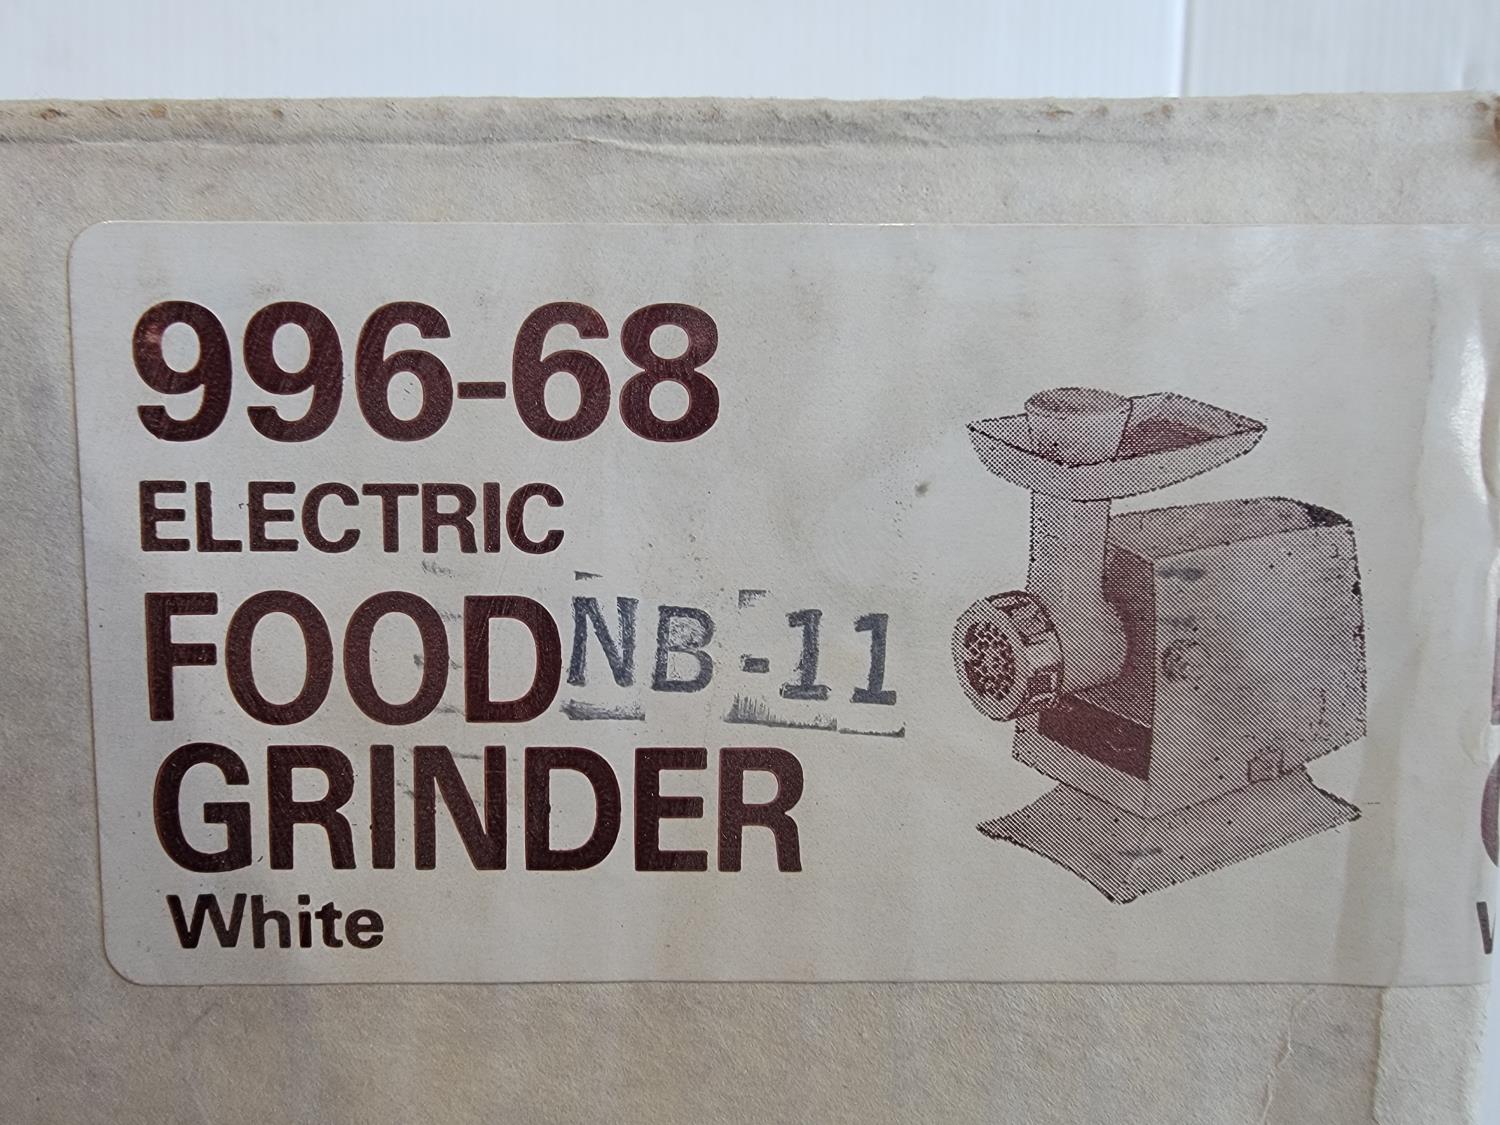 996-68
ELECTRIC
FOOD NB-11
GRINDER
White